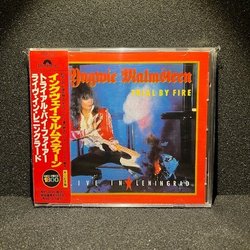 Yngwie Malmsteen
TRIAL BY FIRE
LIVE IN LENINGRAD
イングヴェイ・マルムスティーン
トライアル・バイ・ファイアー
ライヴ・イン・レニングラード